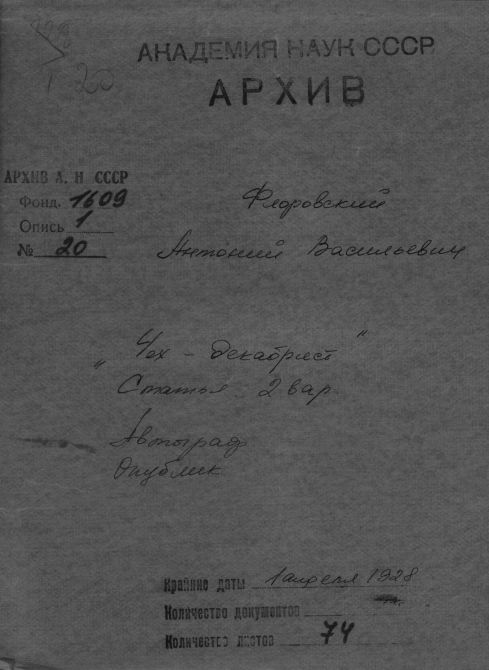 АКАДЕМИЯ НАУК СССР
АРХИВ
АРХИВ А. Н СССР
Фонд. 1609
Опись 1
№ 20
Флоровский
Антоний Васильевич
„Чех - декабрист"
Статья 2 вар.
Автограф
Опублик
Крайние даты 1 апреля 1928
Количество документов
Количество листов 74